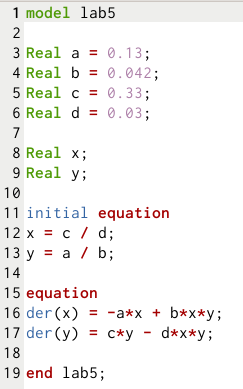 1 model lab5
2
3 Real a = 0.13;
4 Real b = 0.042;
5 Real c = 0.33;
6 Real d = 0.03;
7
8 Real x;
9 Real y;
10
11 initial equation
12 x = c / d;
13 y = a / b;
14
15 equation
16 der(x) = -a*x + b*x*y;
17 der(y) = c*y - d*x*y;
18
19 end lab5;